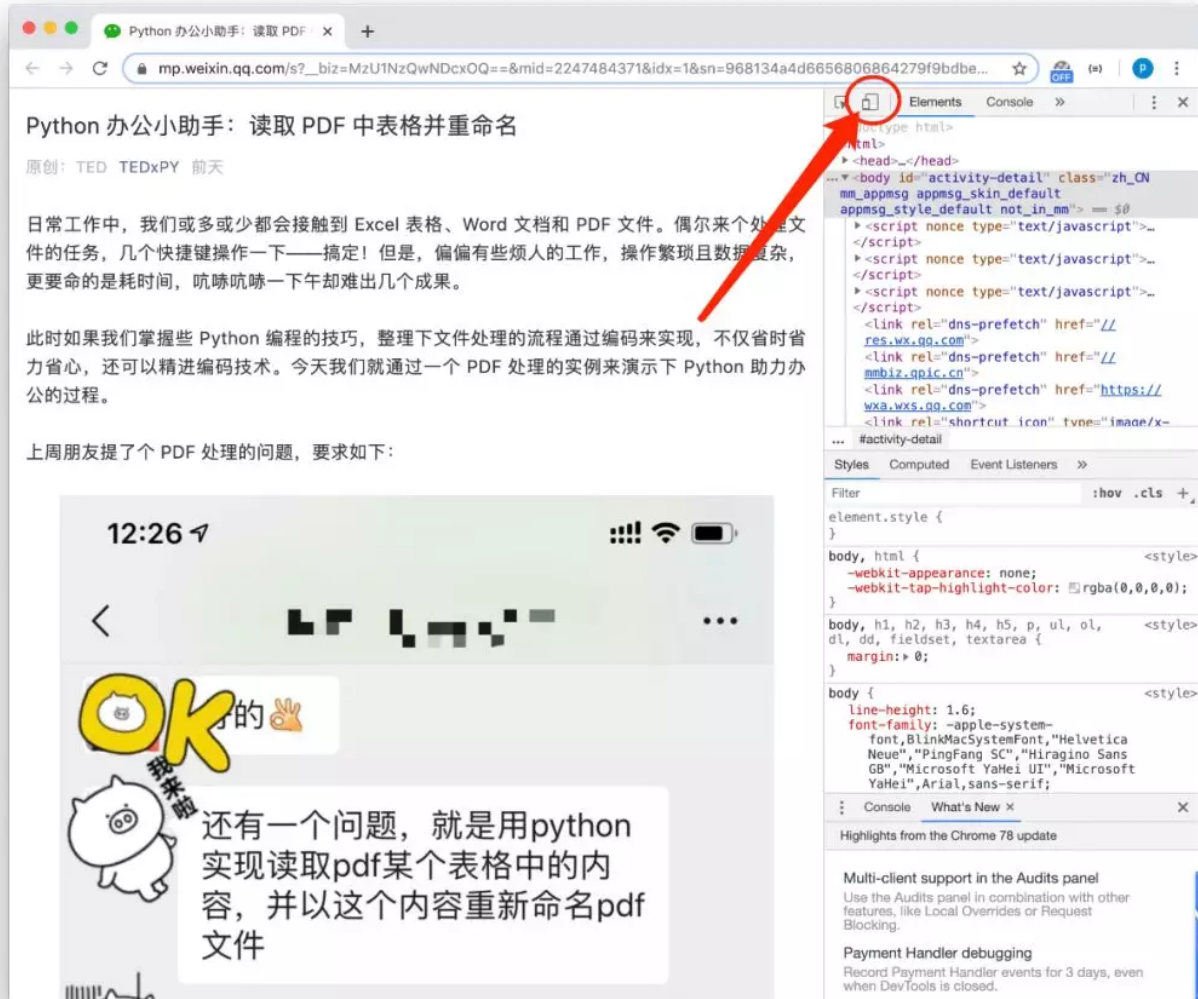 Python 办公小助手：读取 PDF
mp.weixin.qq.com/s?__biz=MzU1NzQwNDcxOQ==&mid=2247484371&idx=1&sn=968134a4d6656806864279f9bdbe...
OFF
P
Python 办公小助手：读取 PDF 中表格并重命名
原创： TED TEDxPY 前天
日常工作中，我们或多或少都会接触到 Excel 表格、Word 文档和 PDF 文件。偶尔来个处理文
件的任务，几个快捷键操作一下——搞定！但是，偏偏有些烦人的工作，操作繁琐且数据复杂，
更要命的是耗时间，吭哧吭哧一下午却难出几个成果。
此时如果我们掌握些 Python 编程的技巧，整理下文件处理的流程通过编码来实现，不仅省时省
力省心，还可以精进编码技术。今天我们就通过一个 PDF 处理的实例来演示下 Python 助力办
公的过程。
上周朋友提了个 PDF 处理的问题，要求如下：
12:26
OK
的👌
我来啦
还有一个问题，就是用python
实现读取pdf某个表格中的内
容，并以这个内容重新命名pdf
文件
Elements Console »
doctype html>
html>
▶<head>…</head>
…▼<body id="activity-detail" class="zh_CN
mm_appmsg appmsg_skin_default
appmsg_style_default not_in_mm"> == $0
▶<script nonce type="text/javascript">…
</script>
▶<script nonce type="text/javascript">…
</script>
▶<script nonce type="text/javascript">…
</script>
<link rel="dns-prefetch" href="//
res.wx.qq.com">
<link rel="dns-prefetch" href="//
mmbiz.qpic.cn">
<link rel="dns-prefetch" href="https://
wxa.wxs.qq.com">
<link rel="shortcut icon" type="image/x-
... #activity-detail
Styles Computed Event Listeners »
Filter :hov .cls +
element.style {
}
body, html { <style>
-webkit-appearance: none;
-webkit-tap-highlight-color: rgba(0,0,0,0);
}
body, h1, h2, h3, h4, h5, p, ul, ol, <style>
dl, dd, fieldset, textarea {
margin:▶ 0;
}
body { <style>
line-height: 1.6;
font-family: -apple-system-
font,BlinkMacSystemFont,"Helvetica
Neue","PingFang SC","Hiragino Sans
GB","Microsoft YaHei UI","Microsoft
YaHei",Arial,sans-serif;
Console What's New ×
Highlights from the Chrome 78 update
Multi-client support in the Audits panel
Use the Audits panel in combination with other
features, like Local Overrides or Request
Blocking.
Payment Handler debugging
Record Payment Handler events for 3 days, even
when DevTools is closed.